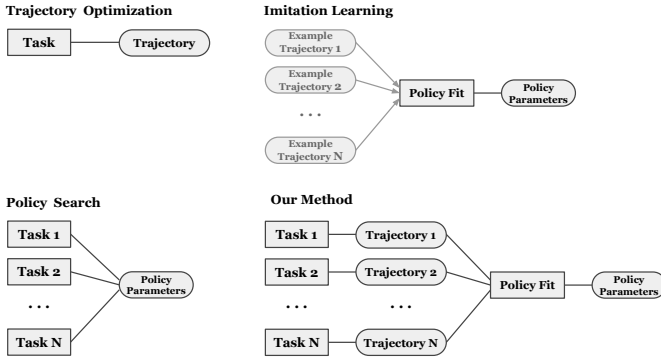 Trajectory Optimization
Task
Trajectory
Imitation Learning
Example
Trajectory 1
Example
Trajectory 2
...
Example
Trajectory N
Policy Fit
Policy
Parameters
Policy Search
Task 1
Task 2
...
Task N
Policy
Parameters
Our Method
Task 1
Trajectory 1
Task 2
Trajectory 2
...
...
Task N
Trajectory N
Policy Fit
Policy
Parameters